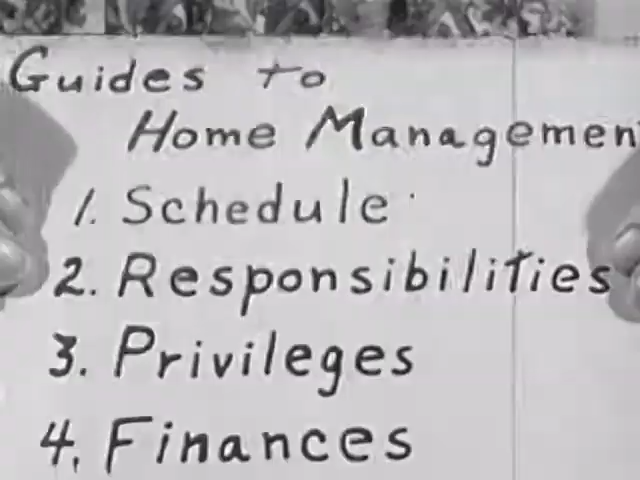 Guides to
Home Managemen
1. Schedule
2. Responsibilities
3. Privileges
4. Finances